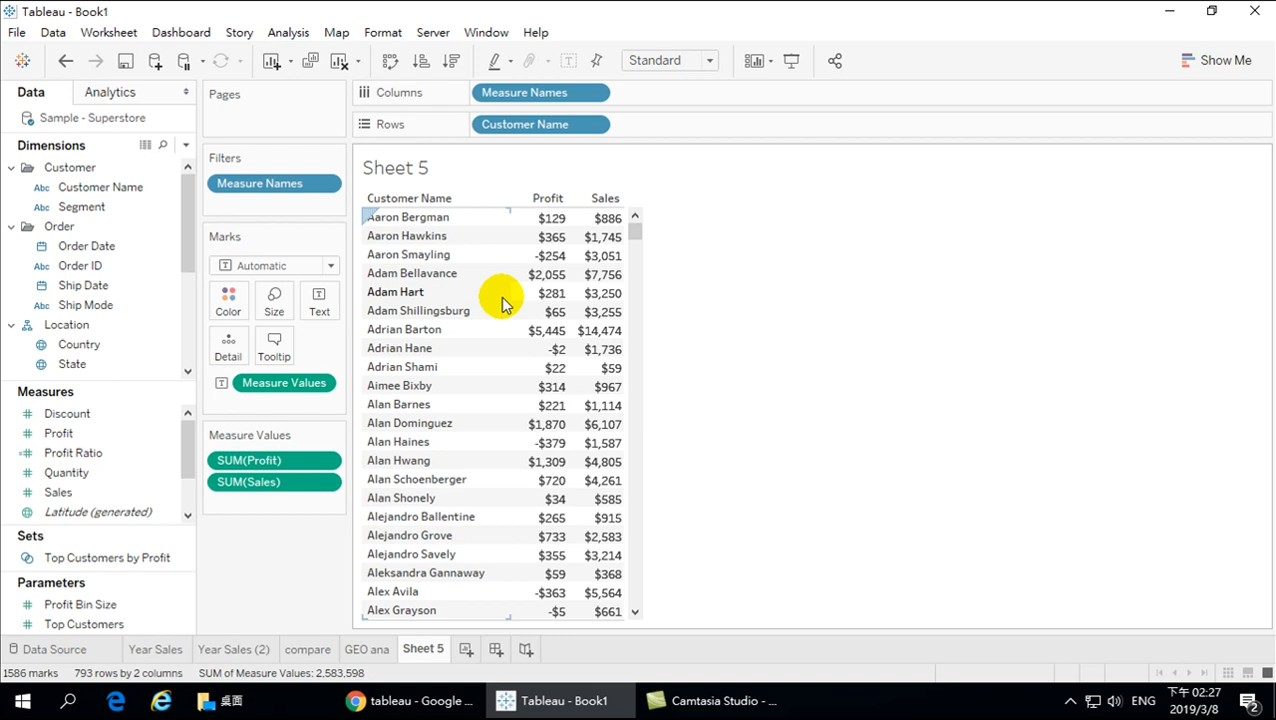 Tableau - Book1
File Data Worksheet Dashboard Story Analysis Map Format Server Window Help
Standard
Show Me
Data Analytics
Sample - Superstore
Dimensions
Customer
Abc Customer Name
Abc Segment
Order
Order Date
Abc Order ID
Ship Date
Abc Ship Mode
Location
Country
State
Measures
Discount
Profit
Profit Ratio
Quantity
Sales
Latitude (generated)
Sets
Top Customers by Profit
Parameters
Profit Bin Size
Top Customers
Pages
Filters
Measure Names
Marks
Automatic
Color Size Text
Detail Tooltip
Measure Values
Measure Values
SUM(Profit)
SUM(Sales)
Columns Measure Names
Rows Customer Name
Sheet 5
Customer Name Profit Sales
Aaron Bergman $129 $886
Aaron Hawkins $365 $1,745
Aaron Smayling -$254 $3,051
Adam Bellavance $2,055 $7,756
Adam Hart $281 $3,250
Adam Shillingsburg $65 $3,255
Adrian Barton $5,445 $14,474
Adrian Hane -$2 $1,736
Adrian Shami $22 $59
Aimee Bixby $314 $967
Alan Barnes $221 $1,114
Alan Dominguez $1,870 $6,107
Alan Haines -$379 $1,587
Alan Hwang $1,309 $4,805
Alan Schoenberger $720 $4,261
Alan Shonely $34 $585
Alejandro Ballentine $265 $915
Alejandro Grove $733 $2,583
Alejandro Savely $355 $3,214
Aleksandra Gannaway $59 $368
Alex Avila -$363 $5,564
Alex Grayson -$5 $661
Data Source Year Sales Year Sales (2) compare GEO ana Sheet 5
1586 marks 793 rows by 2 columns SUM of Measure Values: 2,583,598
桌面 tableau - Google ... Tableau - Book1 Camtasia Studio - ... ENG 下午 02:27
2019/3/8 2